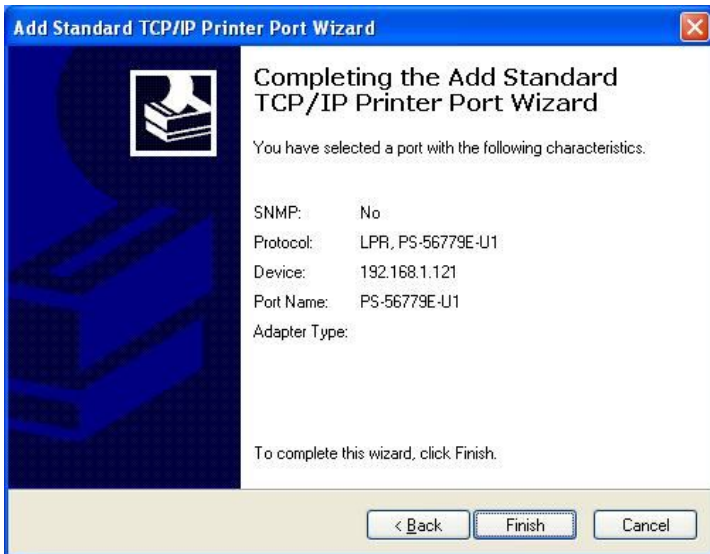 Add Standard TCP/IP Printer Port Wizard
Completing the Add Standard
TCP/IP Printer Port Wizard
You have selected a port with the following characteristics.
SNMP: No
Protocol: LPR, PS-56779E-U1
Device: 192.168.1.121
Port Name: PS-56779E-U1
Adapter Type:
To complete this wizard, click Finish.
< Back Finish Cancel